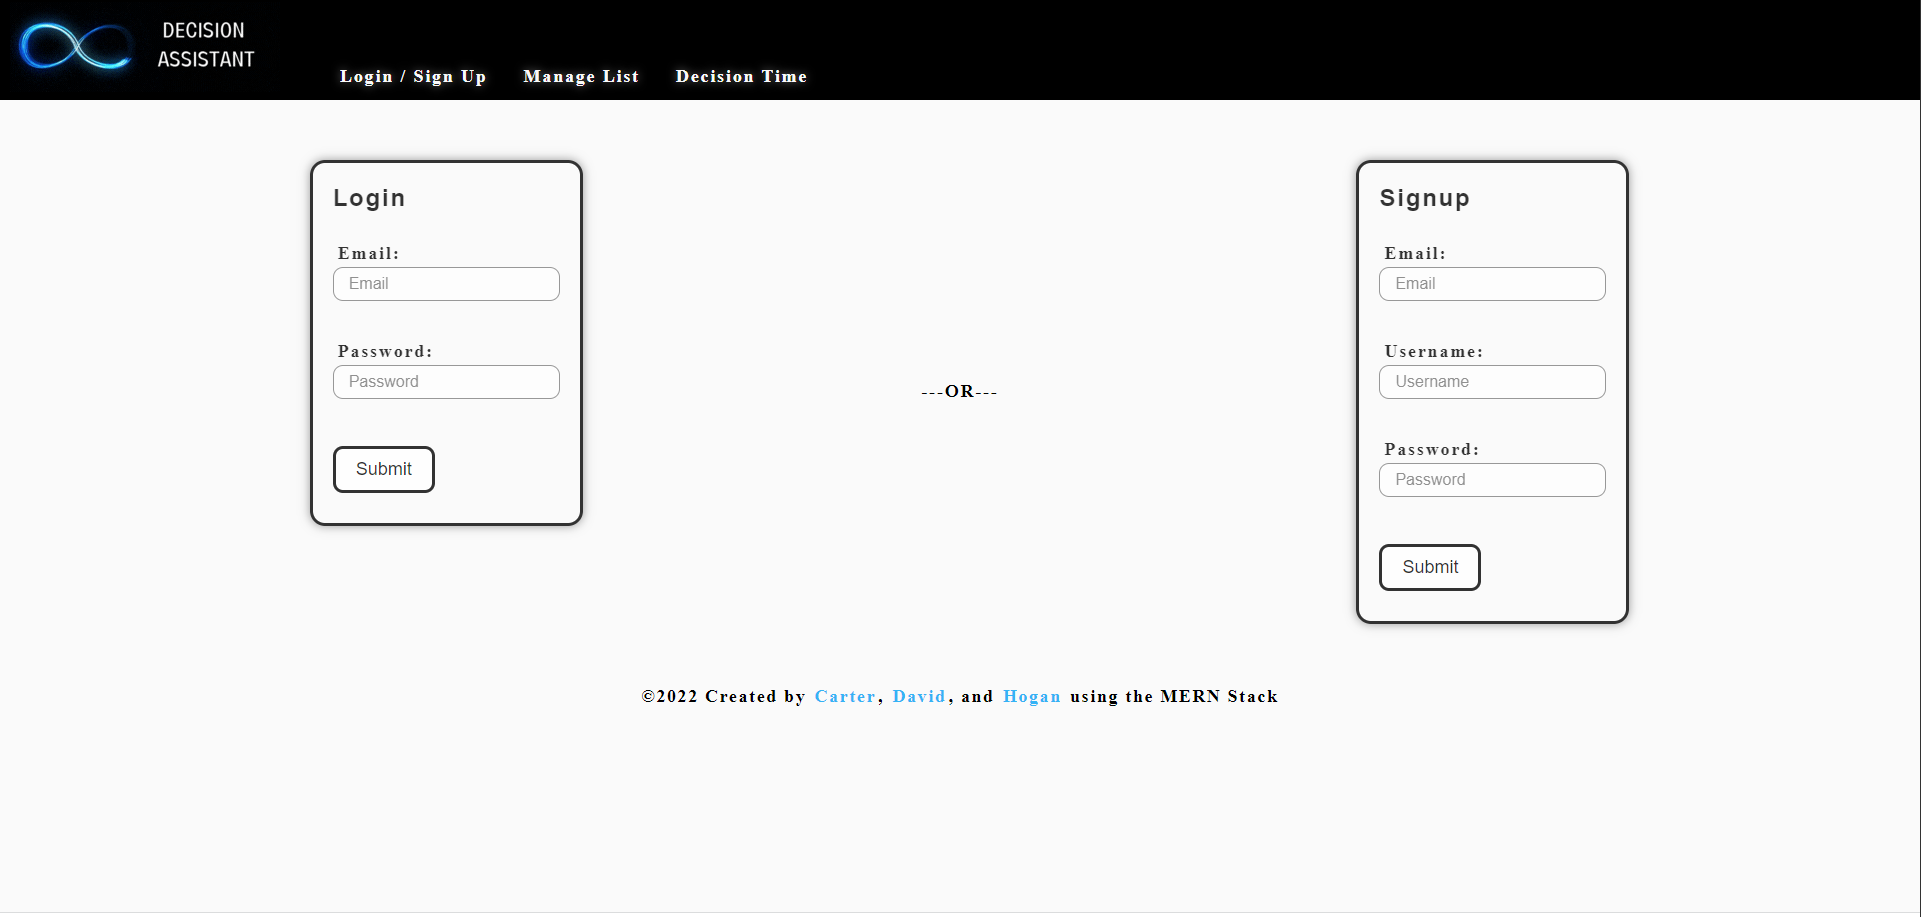 DECISION
ASSISTANT
Login / Sign Up Manage List Decision Time
Login
Email:
Email
Password:
Password
Submit
---OR---
Signup
Email:
Email
Username:
Username
Password:
Password
Submit
©2022 Created by Carter, David, and Hogan using the MERN Stack